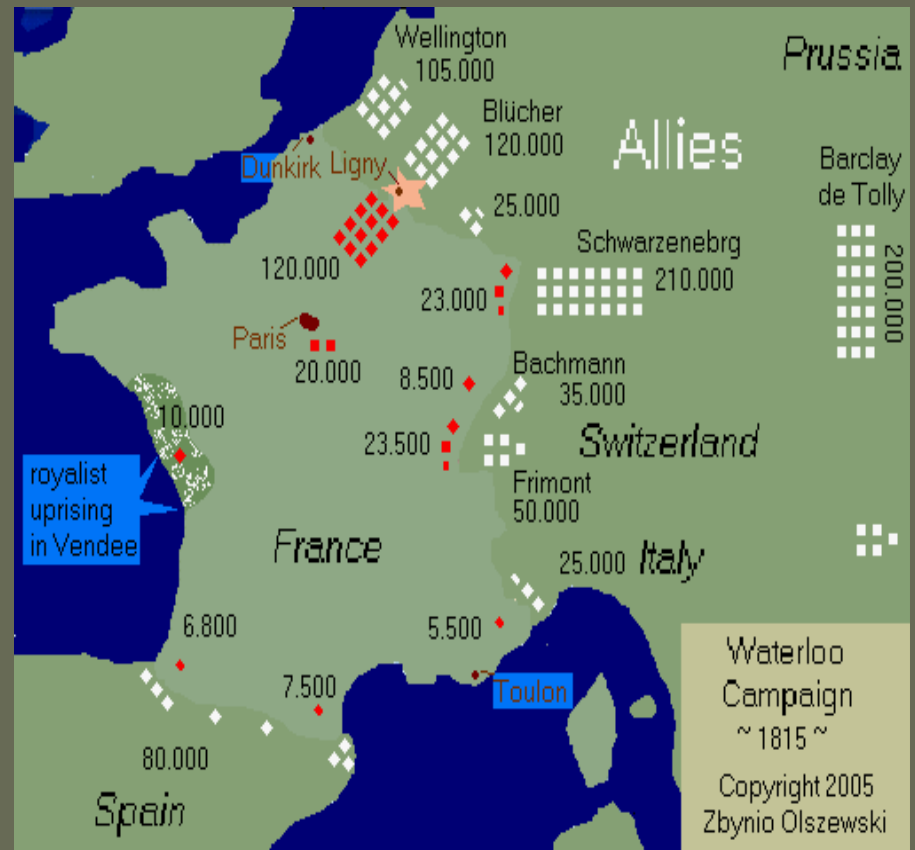 Wellington
105.000
Prussia
Blücher
120.000
Allies
Dunkirk
Ligny
Barclay
de Tolly
200.000
25.000
Schwarzenebrg
210.000
120.000
23.000
Paris
20.000
8.500
Bachmann
35.000
10.000
23.500
Switzerland
royalist
uprising
in Vendee
Frimont
50.000
France
25.000
Italy
6.800
5.500
7.500
Toulon
80.000
Spain
Waterloo
Campaign
~ 1815 ~
Copyright 2005
Zbynio Olszewski